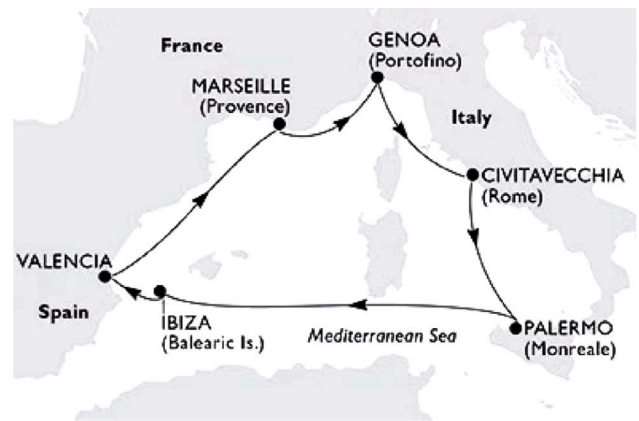 France
GENOA
(Portofino)
MARSEILLE
(Provence)
Italy
CIVITAVECCHIA
(Rome)
VALENCIA
Spain
IBIZA
(Balearic Is.)
Mediterranean Sea
PALERMO
(Monreale)